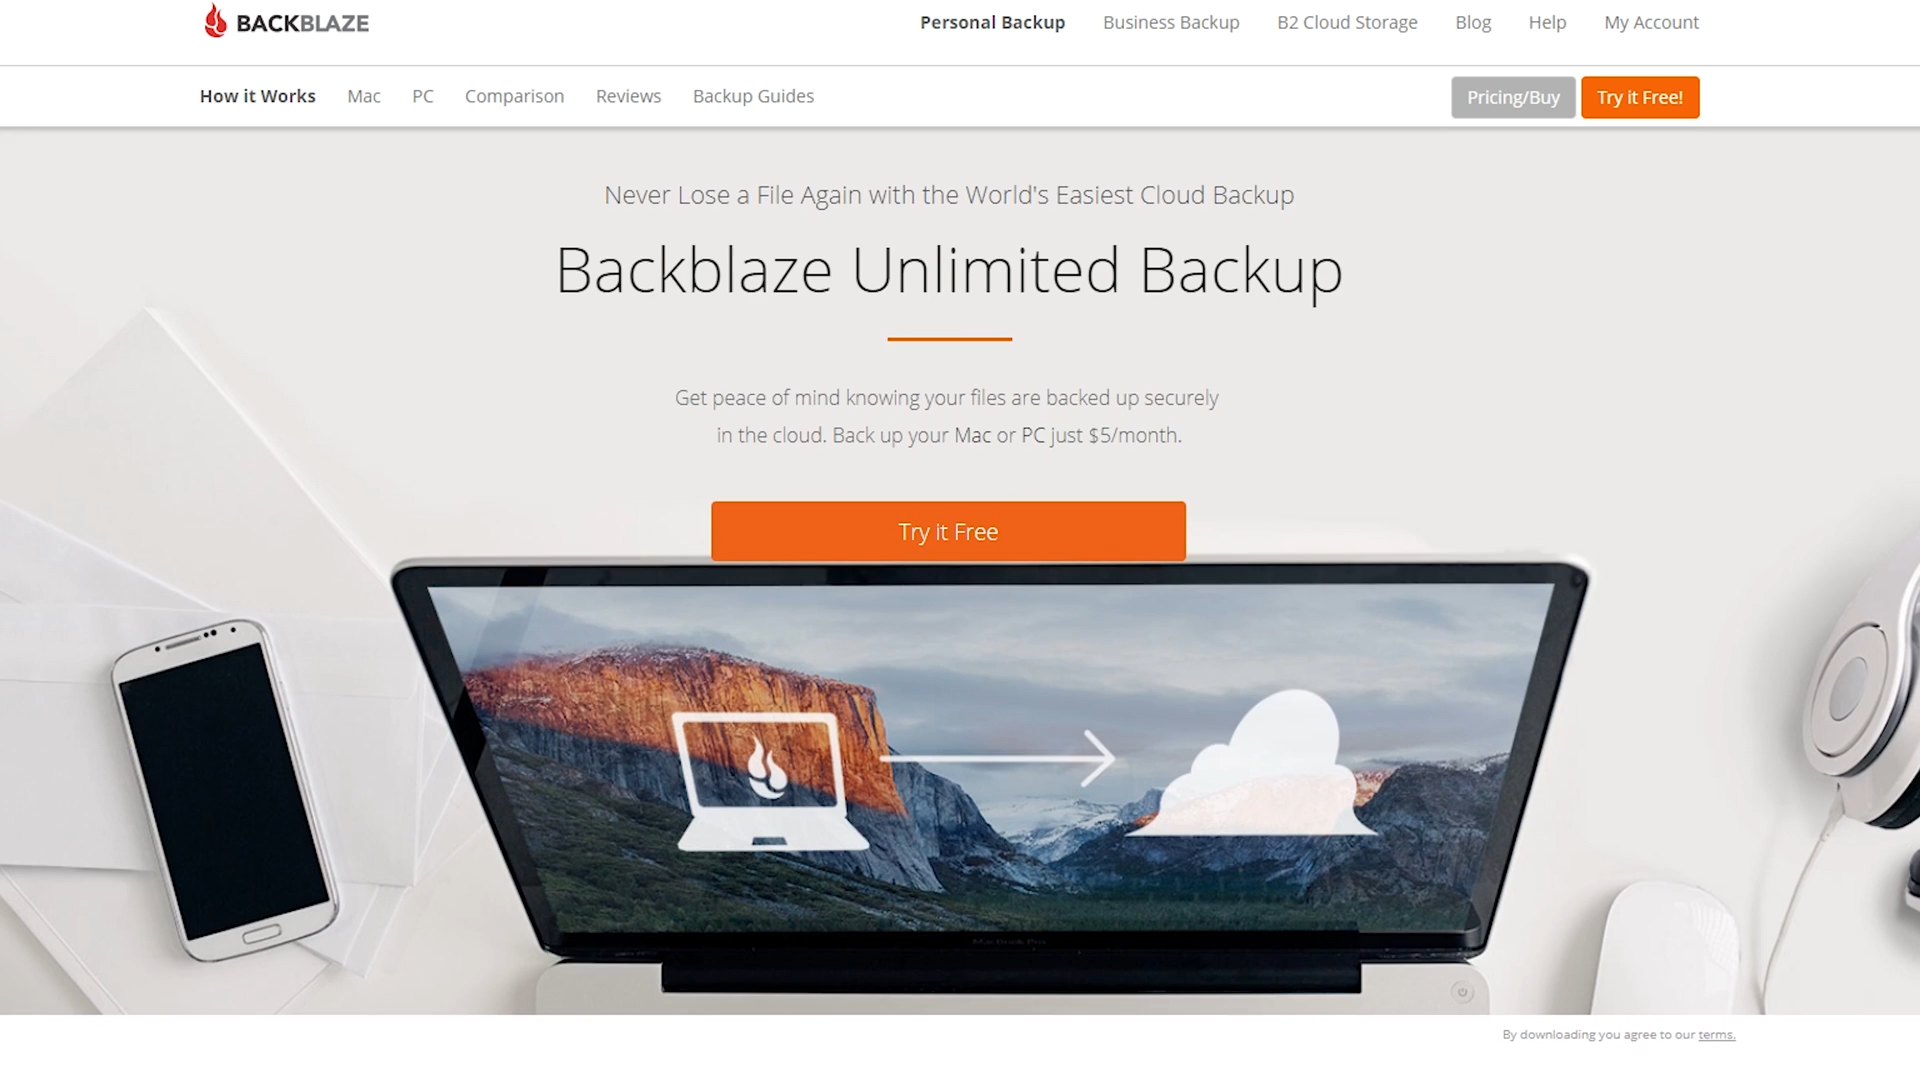 BACKBLAZE
Personal Backup Business Backup B2 Cloud Storage Blog Help My Account
How it Works Mac PC Comparison Reviews Backup Guides Pricing/Buy Try it Free!
Never Lose a File Again with the World's Easiest Cloud Backup
Backblaze Unlimited Backup
Get peace of mind knowing your files are backed up securely
in the cloud. Back up your Mac or PC just $5/month.
Try it Free
By downloading you agree to our terms.